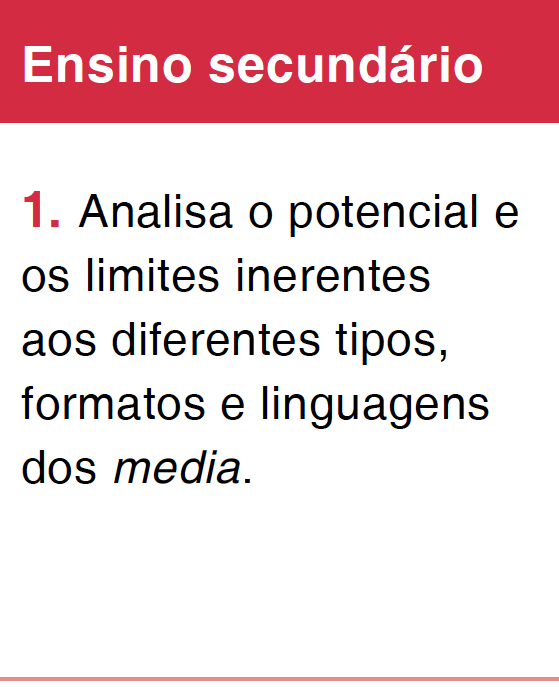 Ensino secundário
1. Analisa o potencial e
os limites inerentes
aos diferentes tipos,
formatos e linguagens
dos media.